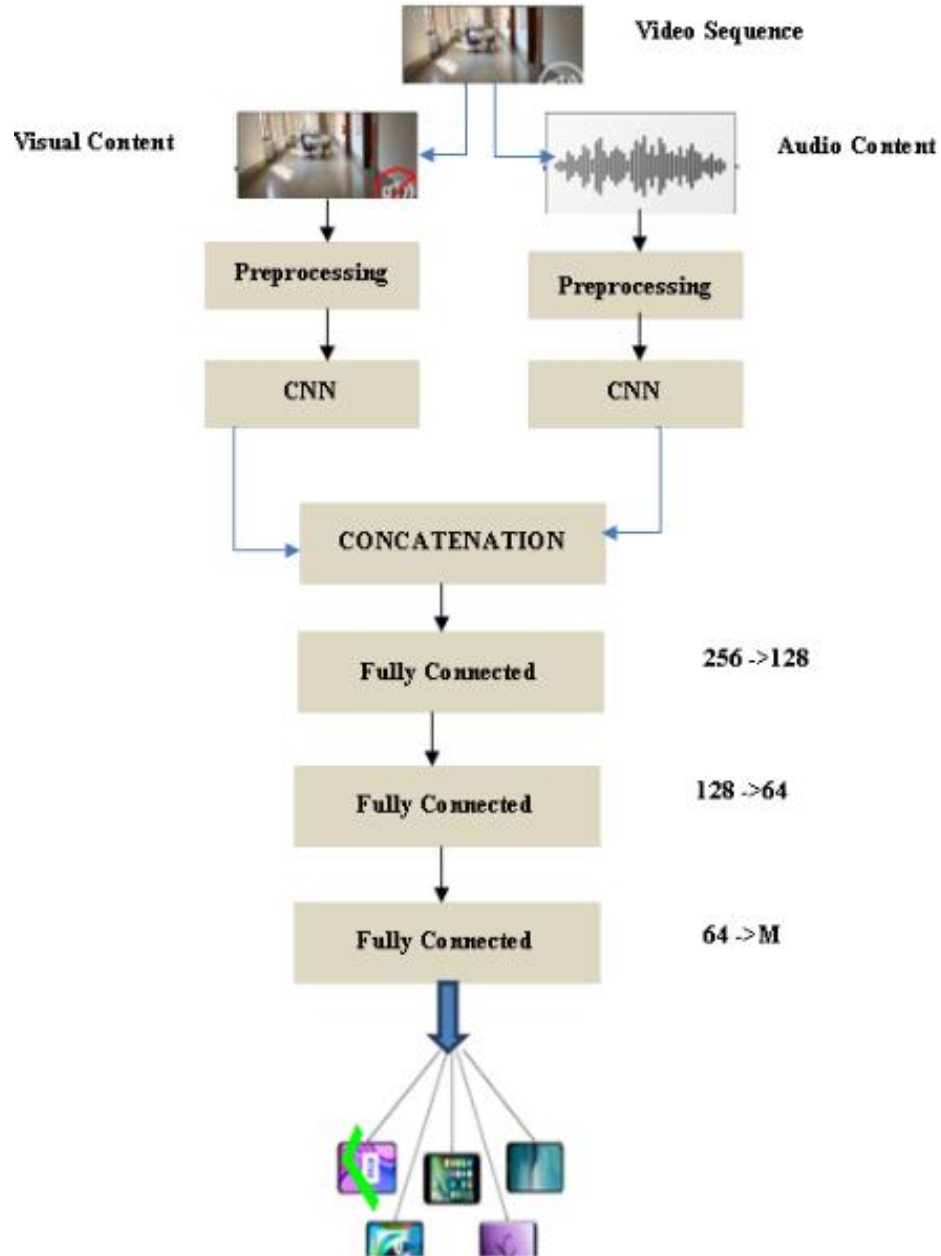 Video Sequence
Visual Content
Audio Content
Preprocessing
Preprocessing
CNN
CNN
CONCATENATION
Fully Connected
256 ->128
Fully Connected
128 ->64
Fully Connected
64 ->M